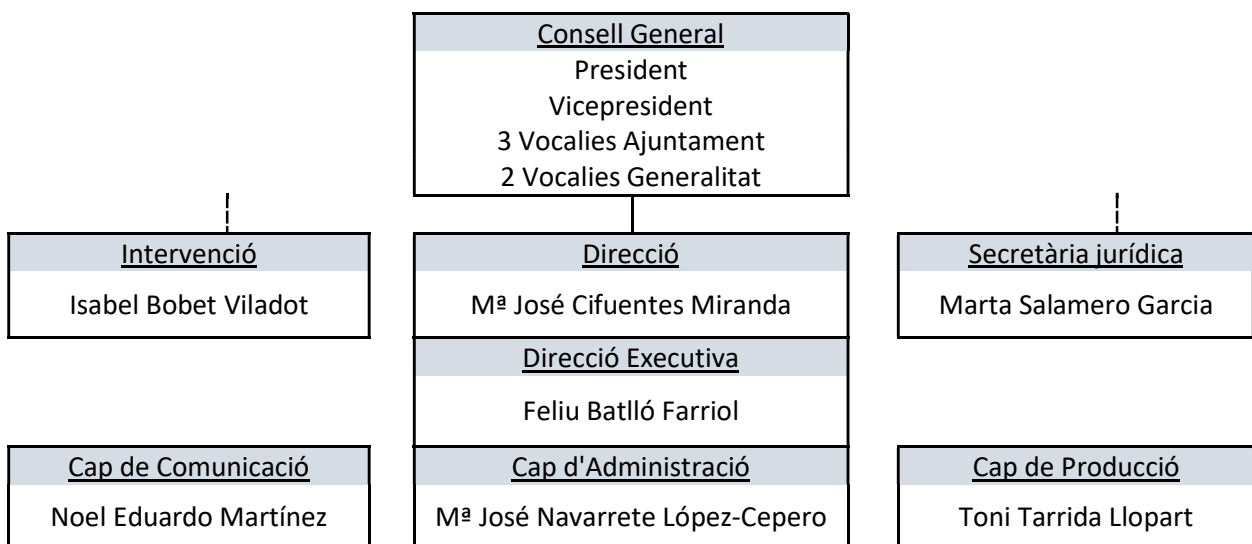 Consell General
President
Vicepresident
3 Vocalies Ajuntament
2 Vocalies Generalitat
Intervenció
Isabel Bobet Viladot
Direcció
Mª José Cifuentes Miranda
Secretària jurídica
Marta Salamero Garcia
Direcció Executiva
Feliu Batlló Farriol
Cap de Comunicació
Noel Eduardo Martínez
Cap d'Administració
Mª José Navarrete López-Cepero
Cap de Producció
Toni Tarrida Llopart